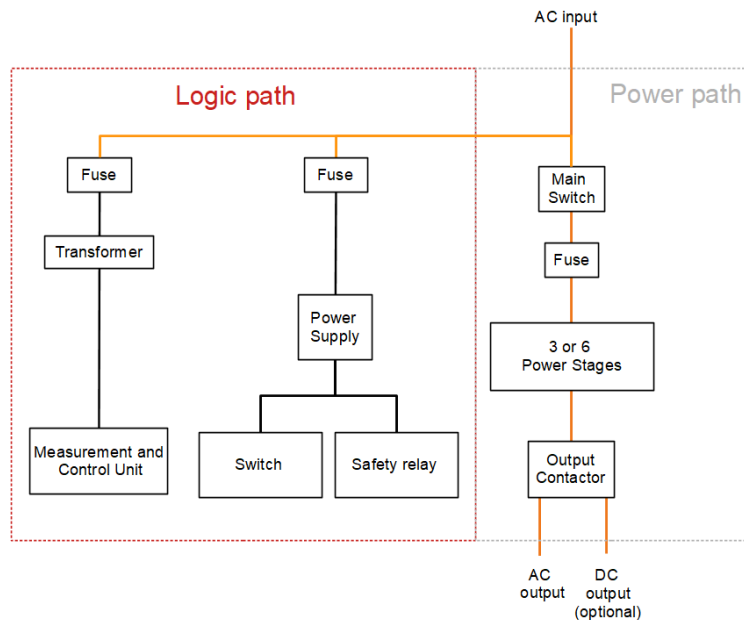 AC input
Logic path
Power path
Fuse
Fuse
Main
Switch
Transformer
Fuse
Power
Supply
3 or 6
Power Stages
Measurement and
Control Unit
Switch
Safety relay
Output
Contactor
AC
output
DC
output
(optional)